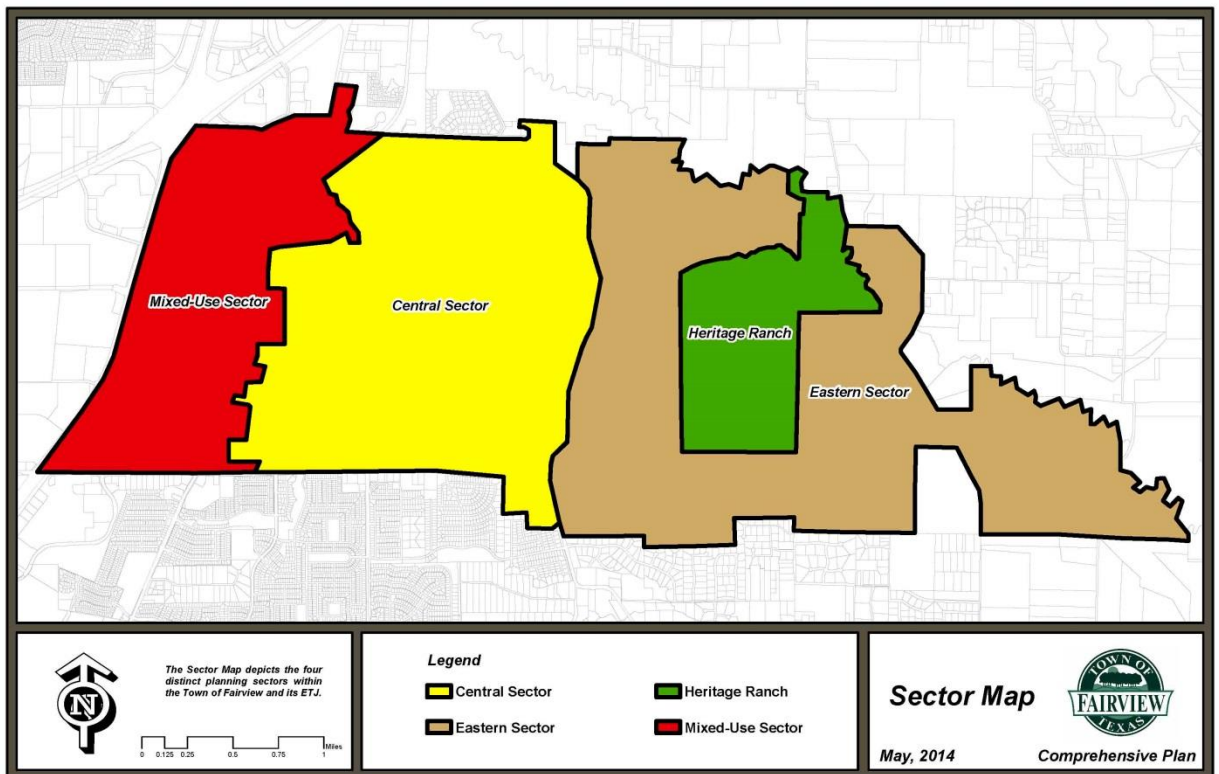 Mixed-Use Sector
Central Sector
Heritage Ranch
Eastern Sector
N
The Sector Map depicts the four
distinct planning sectors within
the Town of Fairview and its ETJ.
0 0.125 0.25 0.5 0.75 1 Miles
Legend
Central Sector
Heritage Ranch
Eastern Sector
Mixed-Use Sector
Sector Map
TOWN OF
FAIRVIEW
TEXAS
May, 2014
Comprehensive Plan